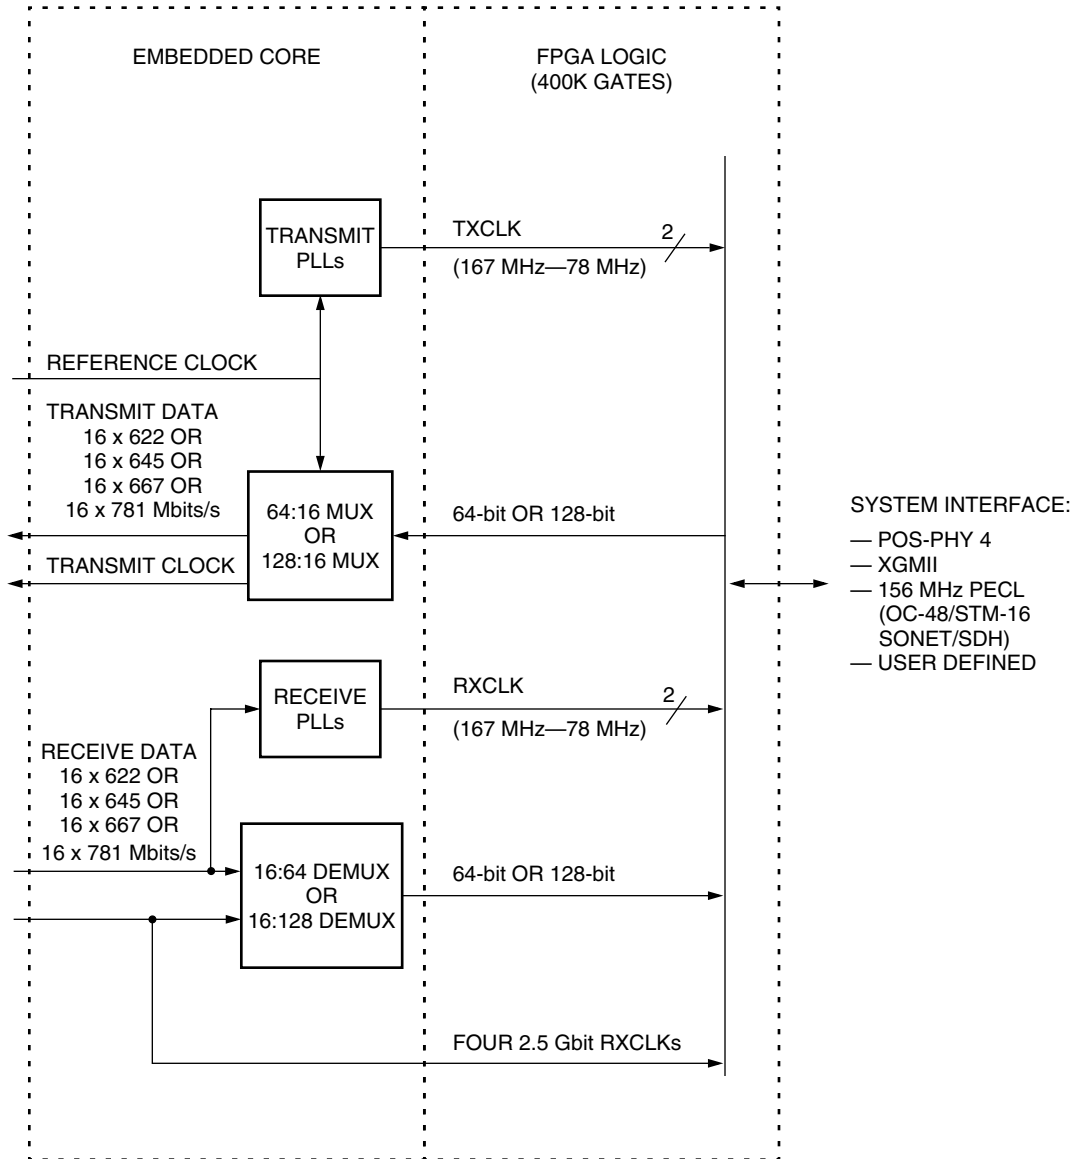 EMBEDDED CORE
FPGA LOGIC
(400K GATES)
TRANSMIT
PLLs
TXCLK
2
(167 MHz—78 MHz)
REFERENCE CLOCK
TRANSMIT DATA
16 x 622 OR
16 x 645 OR
16 x 667 OR
16 x 781 Mbits/s
TRANSMIT CLOCK
64:16 MUX
OR
128:16 MUX
64-bit OR 128-bit
SYSTEM INTERFACE:
— POS-PHY 4
— XGMII
— 156 MHz PECL
(OC-48/STM-16
SONET/SDH)
— USER DEFINED
RECEIVE
PLLs
RXCLK
2
(167 MHz—78 MHz)
RECEIVE DATA
16 x 622 OR
16 x 645 OR
16 x 667 OR
16 x 781 Mbits/s
16:64 DEMUX
OR
16:128 DEMUX
64-bit OR 128-bit
FOUR 2.5 Gbit RXCLKs